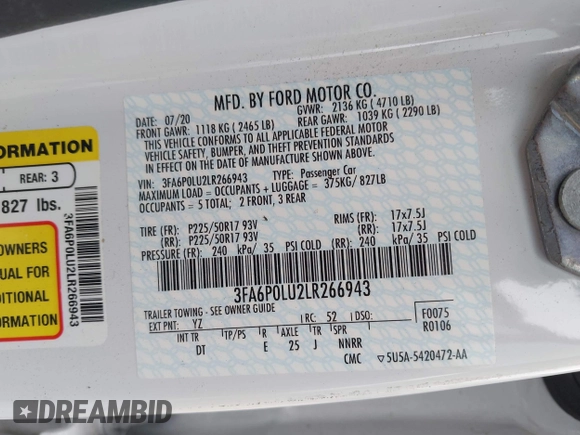 MFD. BY FORD MOTOR CO.
DATE: 07/20 GVWR: 2136 KG ( 4710 LB)
FRONT GAWR: 1118 KG ( 2465 LB) REAR GAWR: 1039 KG ( 2290 LB)
THIS VEHICLE CONFORMS TO ALL APPLICABLE FEDERAL MOTOR
VEHICLE SAFETY, BUMPER, AND THEFT PREVENTION STANDARDS
IN EFFECT ON THE DATE OF MANUFACTURE SHOWN ABOVE.
VIN: 3FA6P0LU2LR266943 TYPE: Passenger Car
MAXIMUM LOAD = OCCUPANTS + LUGGAGE = 375KG/ 827LB
OCCUPANTS = 5 TOTAL; 2 FRONT, 3 REAR
TIRE (FR): P225/50R17 93V RIMS (FR): 17x7.5J
(RR): P225/50R17 93V (RR): 17x7.5J
PRESSURE (FR): 240 kPa/ 35 PSI COLD (RR): 240 kPa/ 35 PSI COLD
3FA6P0LU2LR266943
TRAILER TOWING - SEE OWNER GUIDE
EXT PNT: YZ RC: 52 DSO: F0075
INT TR TP/PS R AXLE TR SPR R0106
DT E 25 J NNRR
CMC 5U5A-5420472-AA
ORMATION
REAR: 3
827 lbs.
OWNERS
NUAL FOR
DITIONAL
ORMATION
3FA6P0LU2LR266943
DREAMBID